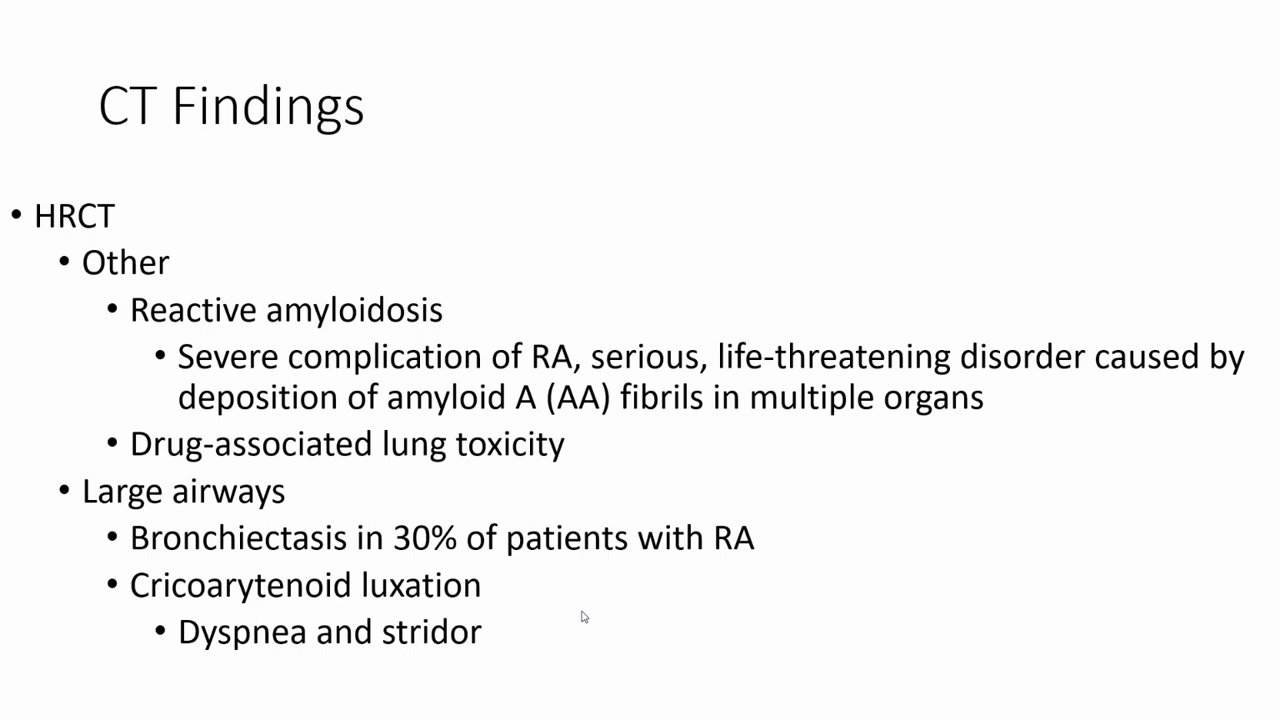 CT Findings
• HRCT
• Other
• Reactive amyloidosis
• Severe complication of RA, serious, life-threatening disorder caused by
deposition of amyloid A (AA) fibrils in multiple organs
• Drug-associated lung toxicity
• Large airways
• Bronchiectasis in 30% of patients with RA
• Cricoarytenoid luxation
• Dyspnea and stridor